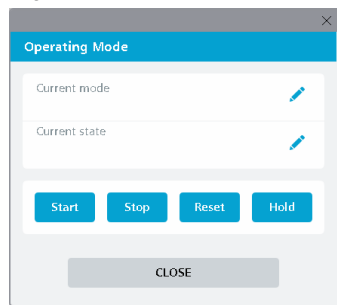 Operating Mode
Current mode
Current state
Start Stop Reset Hold
CLOSE